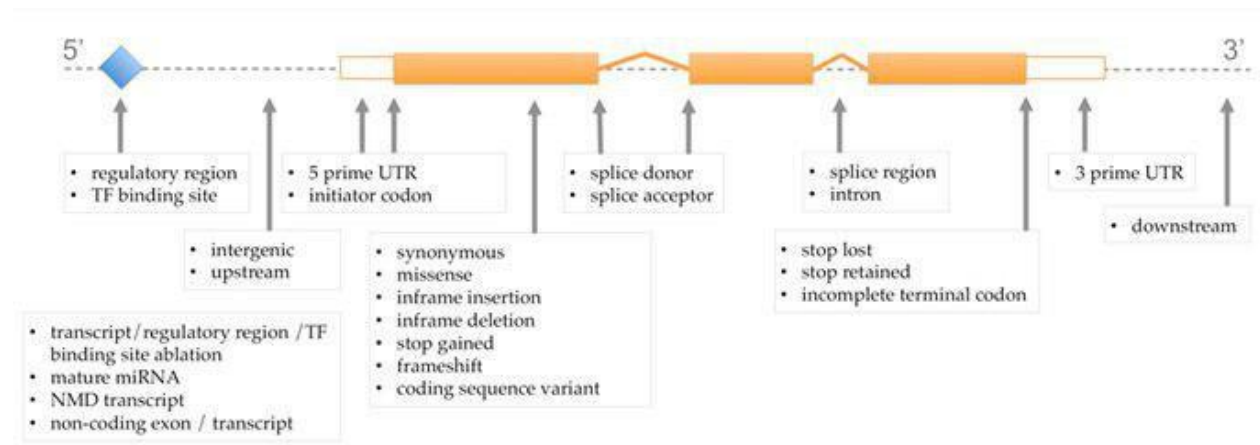 5'
3'
• regulatory region
• TF binding site
• 5 prime UTR
• initiator codon
• splice donor
• splice acceptor
• splice region
• intron
• 3 prime UTR
• downstream
• intergenic
• upstream
• synonymous
• missense
• inframe insertion
• inframe deletion
• stop gained
• frameshift
• coding sequence variant
• stop lost
• stop retained
• incomplete terminal codon
• transcript/regulatory region /TF
binding site ablation
• mature miRNA
• NMD transcript
• non-coding exon / transcript